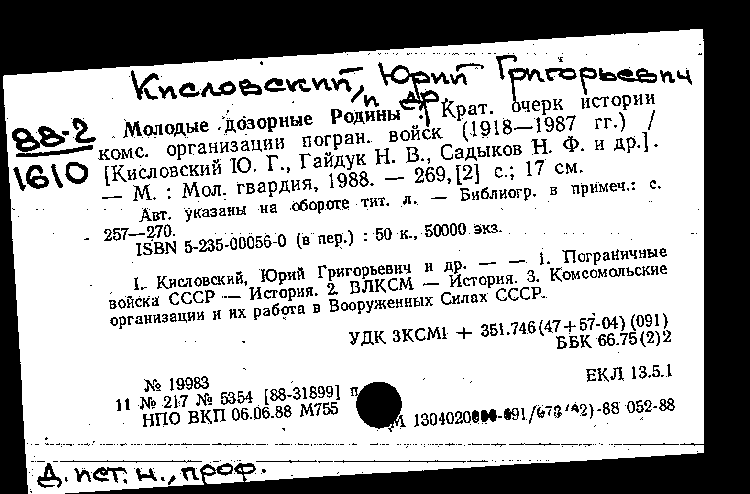 Кисловский, Юрий Григорьевич
и др.
88-2
1610
Молодые дозорные Родины : Крат. очерк истории
комс. организации погран. войск (1918—1987 гг.) /
[Кисловский Ю. Г., Гайдук Н. В., Садыков Н. Ф. и др.].
— М. : Мол. гвардия, 1988. — 269, [2] с.; 17 см.
Авт. указаны на обороте тит. л. — Библиогр. в примеч.: с.
257—270.
ISBN 5-235-00056-0 (в пер.) : 50 к., 50000 экз.
1. Кисловский, Юрий Григорьевич и др. — — 1. Пограничные
войска СССР — История. 2. ВЛКСМ — История. 3. Комсомольские
организации и их работа в Вооруженных Силах СССР.
УДК 3КСМ1 + 351.746(47+57-04)(091)
ББК 66.75(2)2
№ 19983
11 № 217 № 5354 [88-31899] п
НПО ВКП 06.06.88 М755
ЕКЛ 13.5.1
М -88 052-88
Д. ист. н., проф.